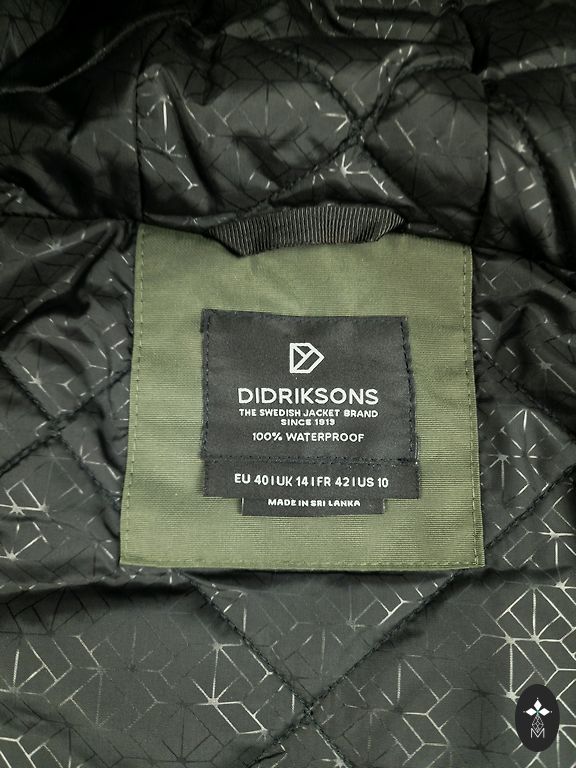 DIDRIKSONS
THE SWEDISH JACKET BRAND
SINCE 1913
100% WATERPROOF
EU 40 | UK 14 | FR 42 | US 10
MADE IN SRI LANKA
M